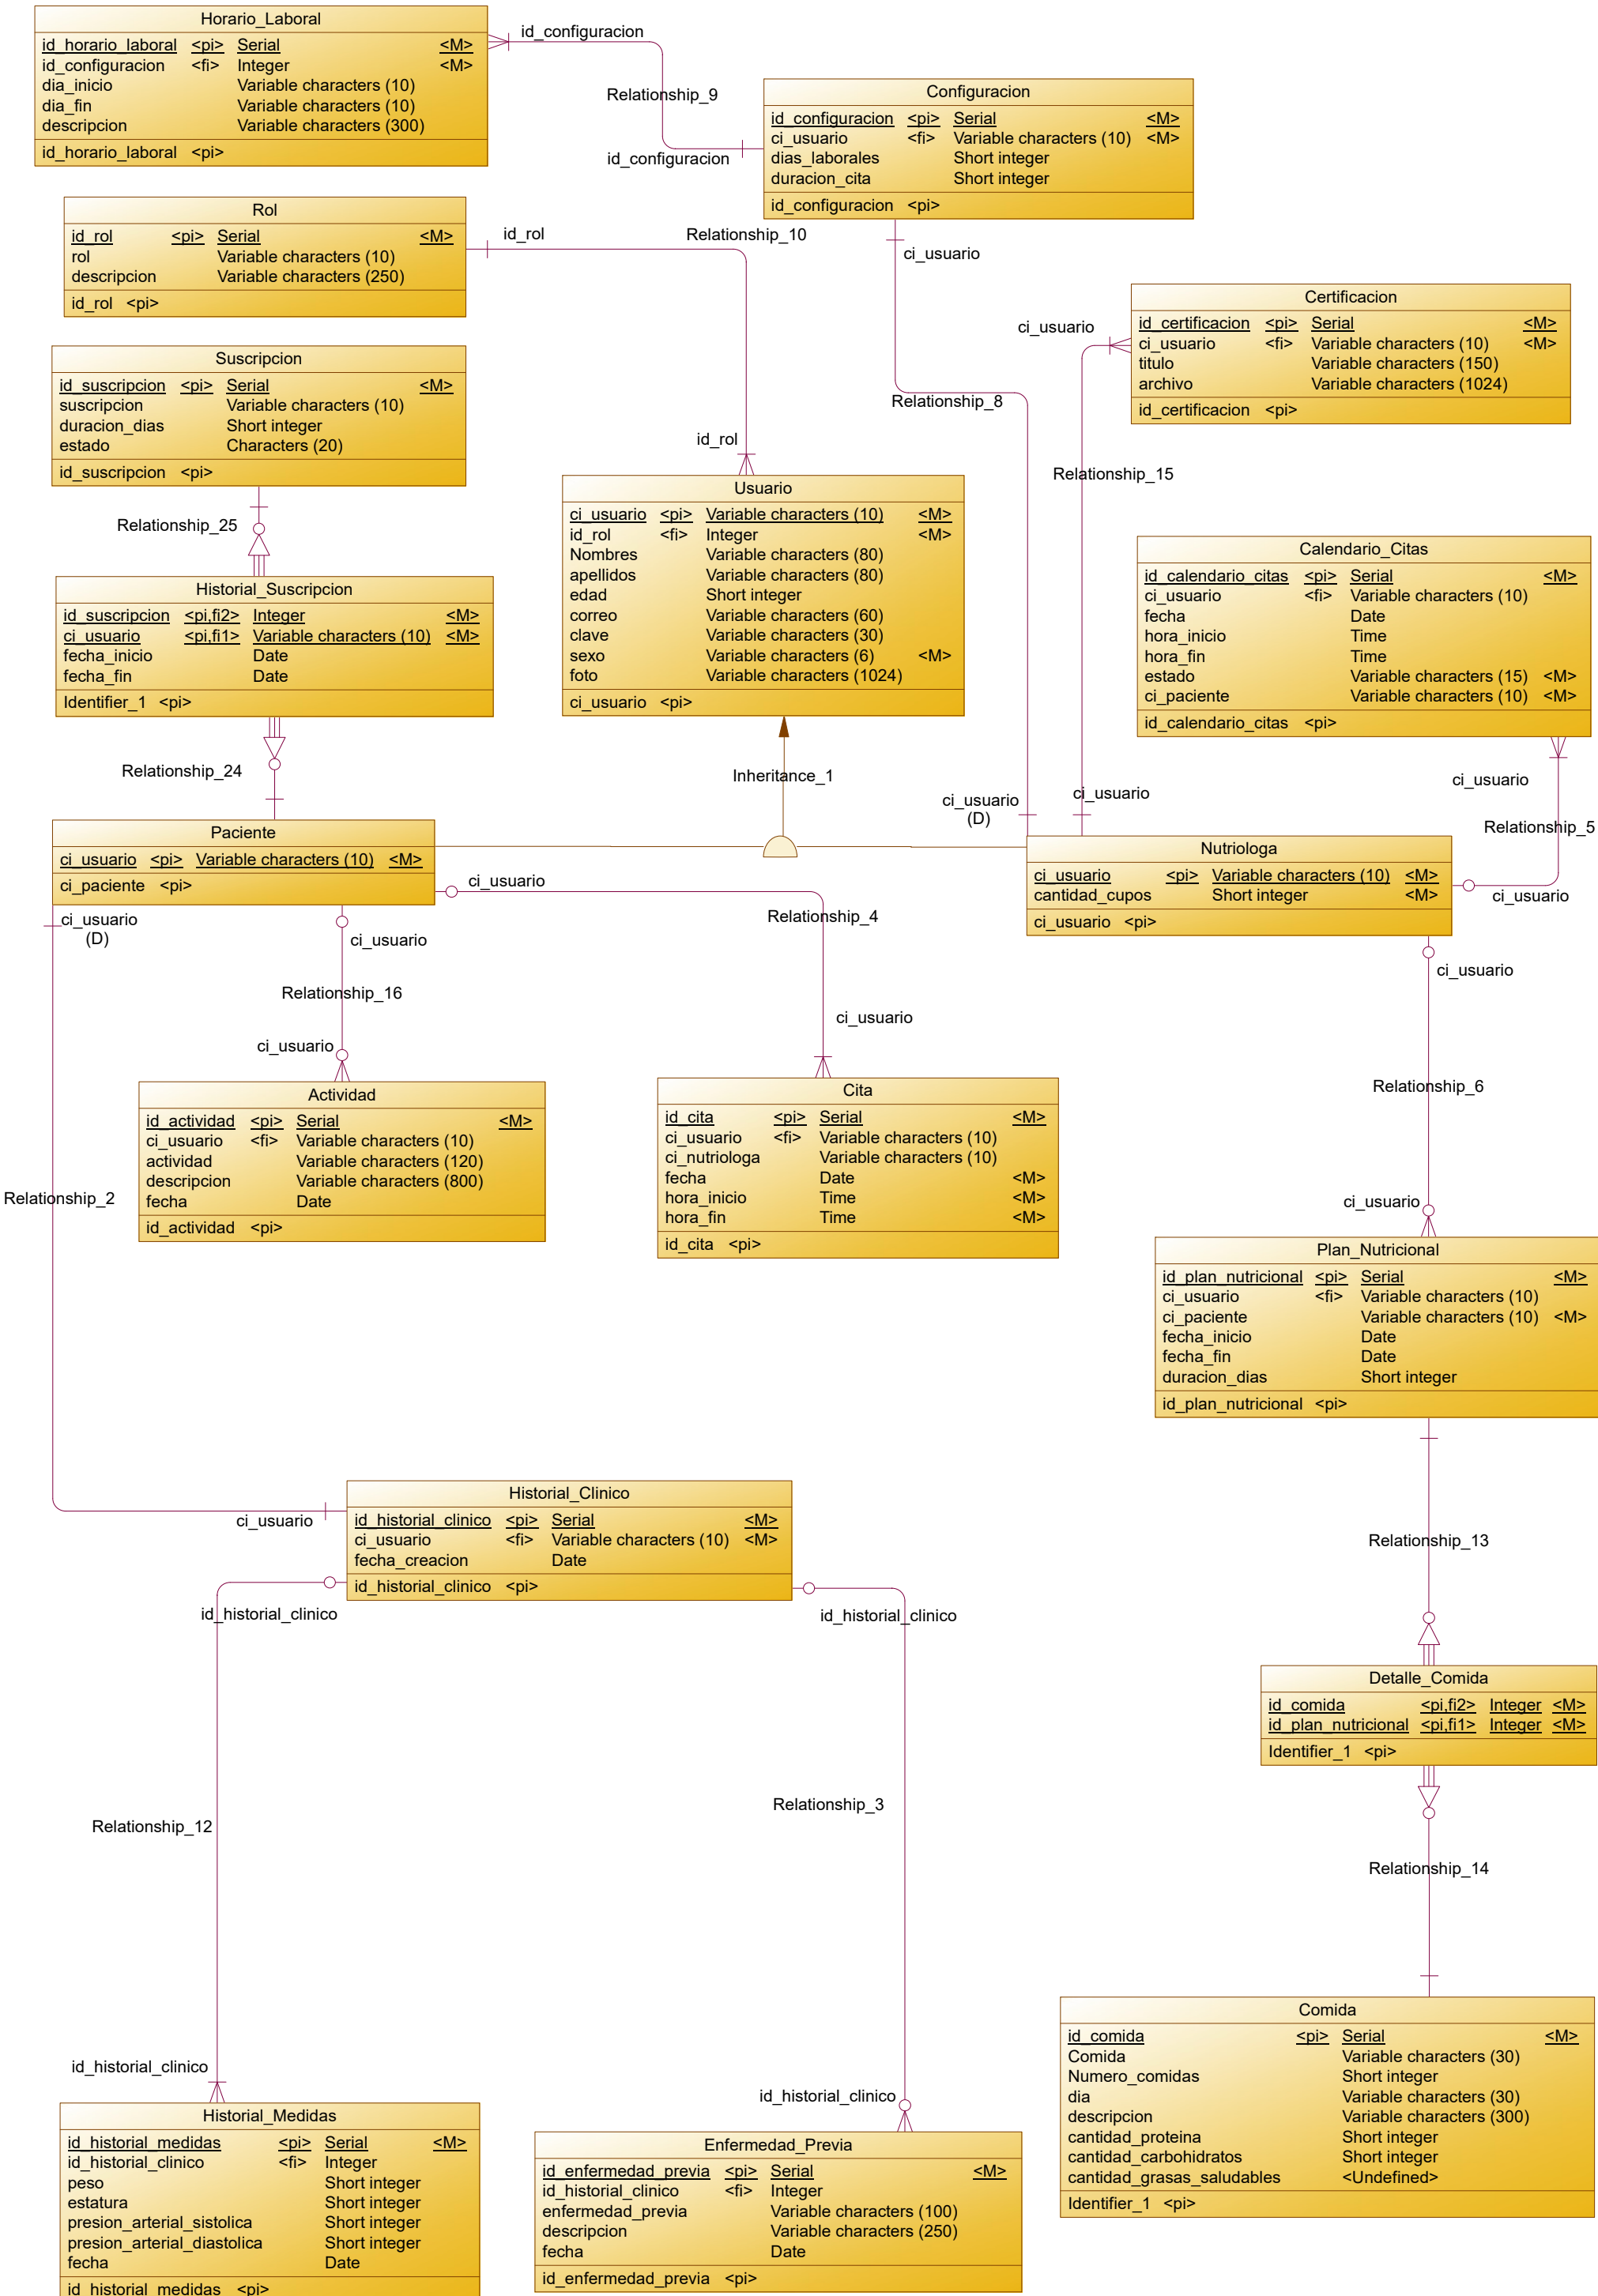 Horario_Laboral
id_horario_laboral <pi> Serial <M>
id_configuracion <fi> Integer <M>
dia_inicio Variable characters (10)
dia_fin Variable characters (10)
descripcion Variable characters (300)
id_horario_laboral <pi>
id_configuracion
Relationship_9
id_configuracion
Configuracion
id_configuracion <pi> Serial <M>
ci_usuario <fi> Variable characters (10) <M>
dias_laborales Short integer
duracion_cita Short integer
id_configuracion <pi>
Rol
id_rol <pi> Serial <M>
rol Variable characters (10)
descripcion Variable characters (250)
id_rol <pi>
id_rol
Relationship_10
id_rol
ci_usuario
Relationship_8
ci_usuario
(D)
Certificacion
id_certificacion <pi> Serial <M>
ci_usuario <fi> Variable characters (10) <M>
titulo Variable characters (150)
archivo Variable characters (1024)
id_certificacion <pi>
ci_usuario
Relationship_15
ci_usuario
Suscripcion
id_suscripcion <pi> Serial <M>
suscripcion Variable characters (10)
duracion_dias Short integer
estado Characters (20)
id_suscripcion <pi>
Relationship_25
Historial_Suscripcion
id_suscripcion <pi,fi2> Integer <M>
ci_usuario <pi,fi1> Variable characters (10) <M>
fecha_inicio Date
fecha_fin Date
Identifier_1 <pi>
Relationship_24
Usuario
ci_usuario <pi> Variable characters (10) <M>
id_rol <fi> Integer <M>
Nombres Variable characters (80)
apellidos Variable characters (80)
edad Short integer
correo Variable characters (60)
clave Variable characters (30)
sexo Variable characters (6) <M>
foto Variable characters (1024)
ci_usuario <pi>
Inheritance_1
Calendario_Citas
id_calendario_citas <pi> Serial <M>
ci_usuario <fi> Variable characters (10)
fecha Date
hora_inicio Time
hora_fin Time
estado Variable characters (15) <M>
ci_paciente Variable characters (10) <M>
id_calendario_citas <pi>
ci_usuario
Relationship_5
ci_usuario
Paciente
ci_usuario <pi> Variable characters (10) <M>
ci_paciente <pi>
Nutriologa
ci_usuario <pi> Variable characters (10) <M>
cantidad_cupos Short integer <M>
ci_usuario <pi>
ci_usuario
(D)
Relationship_2
ci_usuario
ci_usuario
Relationship_16
ci_usuario
ci_usuario
Relationship_4
ci_usuario
ci_usuario
Relationship_6
ci_usuario
Actividad
id_actividad <pi> Serial <M>
ci_usuario <fi> Variable characters (10)
actividad Variable characters (120)
descripcion Variable characters (800)
fecha Date
id_actividad <pi>
Cita
id_cita <pi> Serial <M>
ci_usuario <fi> Variable characters (10)
ci_nutriologa Variable characters (10)
fecha Date <M>
hora_inicio Time <M>
hora_fin Time <M>
id_cita <pi>
Plan_Nutricional
id_plan_nutricional <pi> Serial <M>
ci_usuario <fi> Variable characters (10)
ci_paciente Variable characters (10) <M>
fecha_inicio Date
fecha_fin Date
duracion_dias Short integer
id_plan_nutricional <pi>
Relationship_13
Historial_Clinico
id_historial_clinico <pi> Serial <M>
ci_usuario <fi> Variable characters (10) <M>
fecha_creacion Date
id_historial_clinico <pi>
id_historial_clinico
Relationship_12
id_historial_clinico
id_historial_clinico
Relationship_3
id_historial_clinico
Detalle_Comida
id_comida <pi,fi2> Integer <M>
id_plan_nutricional <pi,fi1> Integer <M>
Identifier_1 <pi>
Relationship_14
Comida
id_comida <pi> Serial <M>
Comida Variable characters (30)
Numero_comidas Short integer
dia Variable characters (30)
descripcion Variable characters (300)
cantidad_proteina Short integer
cantidad_carbohidratos Short integer
cantidad_grasas_saludables <Undefined>
Identifier_1 <pi>
Historial_Medidas
id_historial_medidas <pi> Serial <M>
id_historial_clinico <fi> Integer
peso Short integer
estatura Short integer
presion_arterial_sistolica Short integer
presion_arterial_diastolica Short integer
fecha Date
id_historial_medidas <pi>
Enfermedad_Previa
id_enfermedad_previa <pi> Serial <M>
id_historial_clinico <fi> Integer
enfermedad_previa Variable characters (100)
descripcion Variable characters (250)
fecha Date
id_enfermedad_previa <pi>